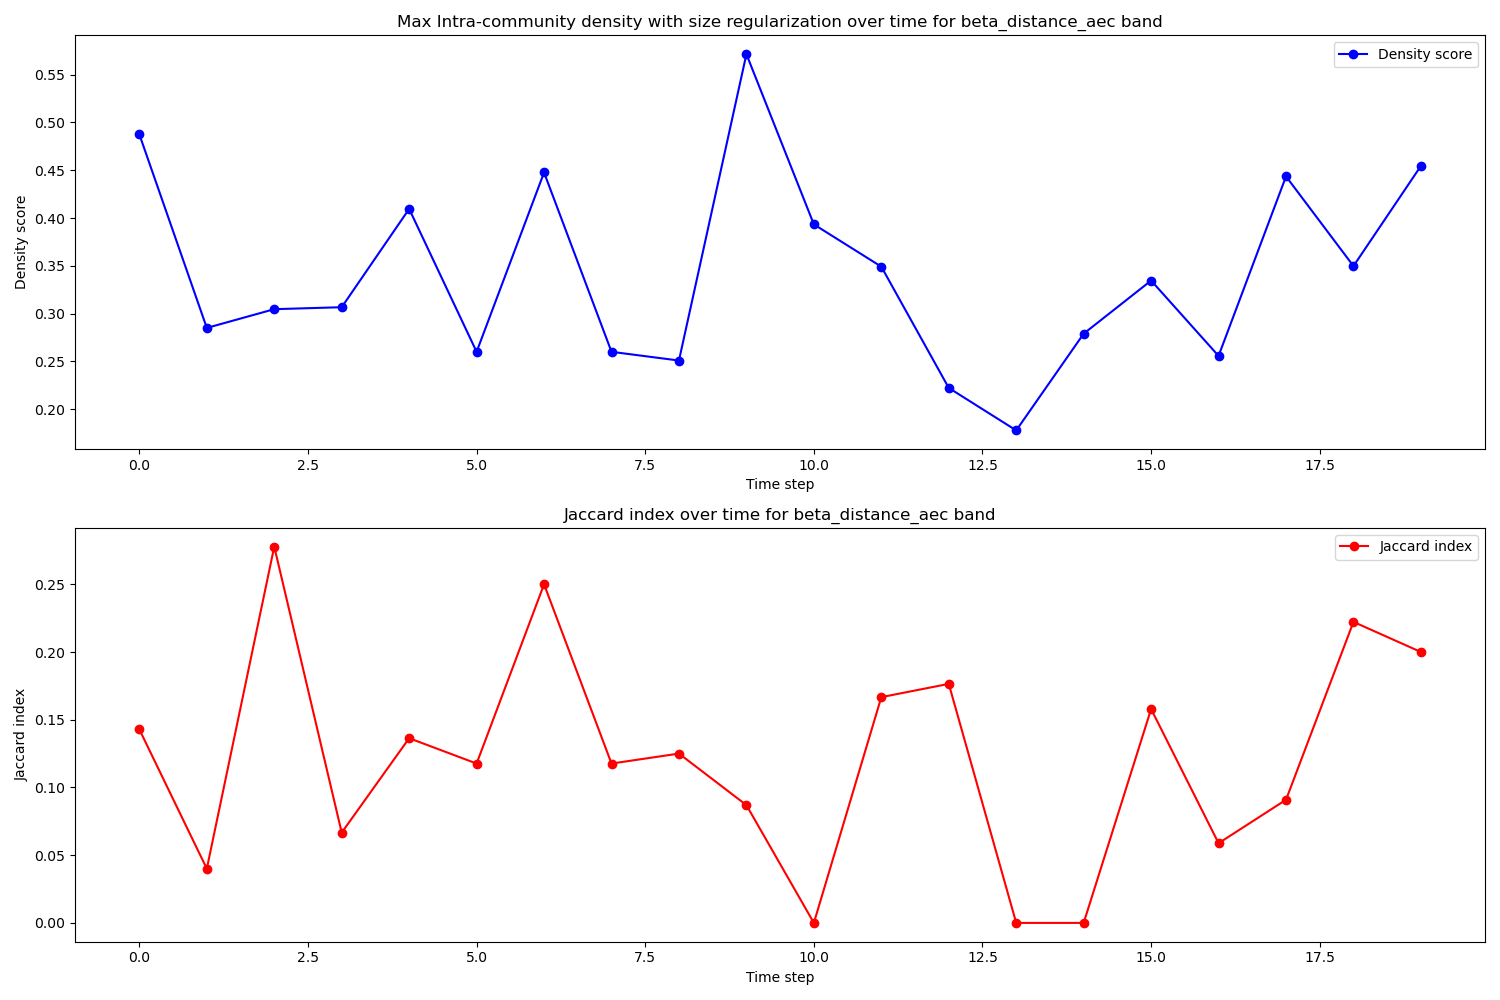 Max Intra-community density with size regularization over time for beta_distance_aec band
Density score
Density score
0.55
0.50
0.45
0.40
0.35
0.30
0.25
0.20
0.0 2.5 5.0 7.5 10.0 12.5 15.0 17.5
Time step
Jaccard index over time for beta_distance_aec band
Jaccard index
Jaccard index
0.25
0.20
0.15
0.10
0.05
0.00
0.0 2.5 5.0 7.5 10.0 12.5 15.0 17.5
Time step